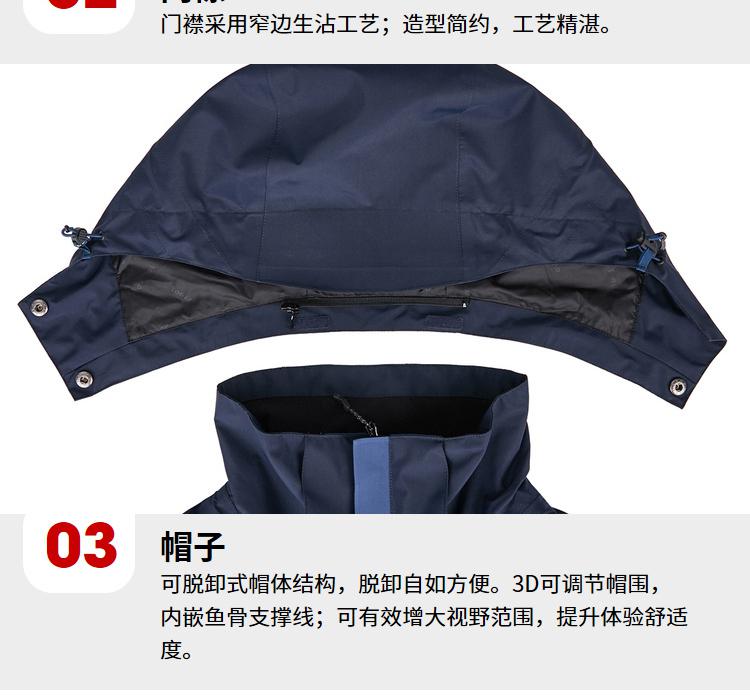 门襟采用窄边生沾工艺；造型简约，工艺精湛。
03
帽子
可脱卸式帽体结构，脱卸自如方便。3D可调节帽围，
内嵌鱼骨支撑线；可有效增大视野范围，提升体验舒适
度。